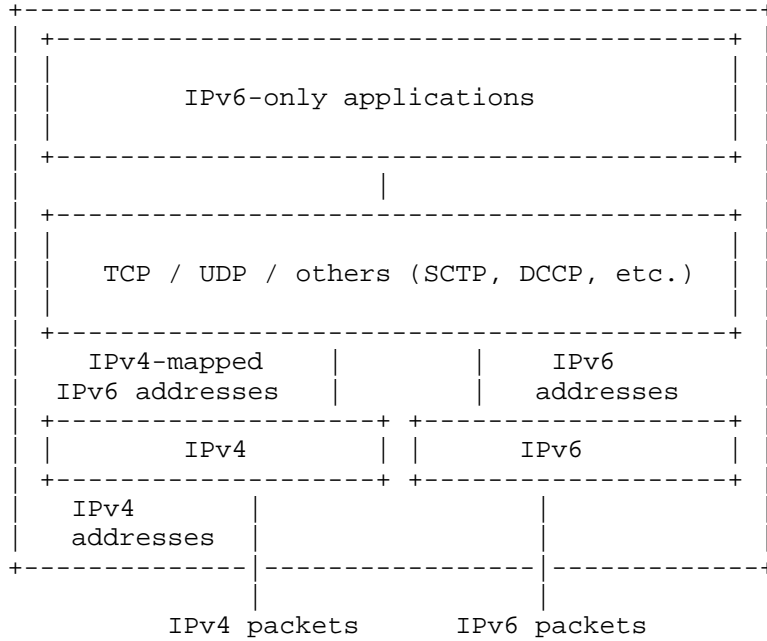 IPv6-only applications
TCP / UDP / others (SCTP, DCCP, etc.)
IPv4-mapped IPv6
IPv6 addresses addresses
IPv4 IPv6
IPv4
addresses
IPv4 packets IPv6 packets